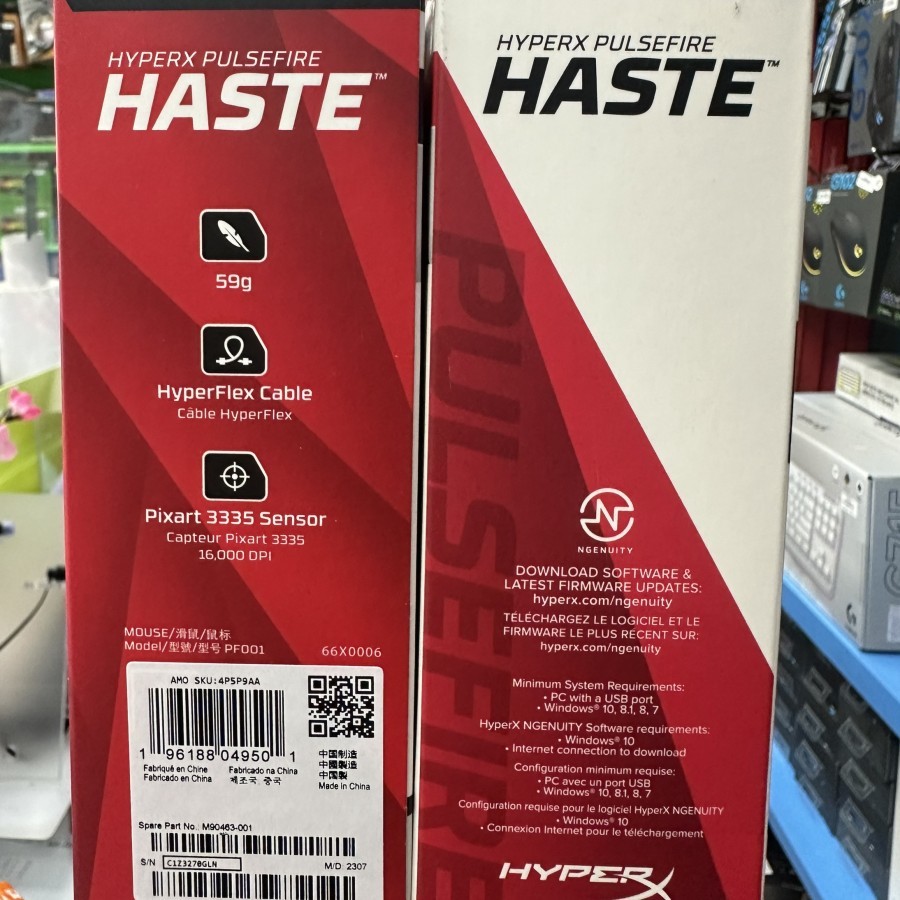 HYPERX PULSEFIRE
HASTE™
59g
HyperFlex Cable
Câble HyperFlex
Pixart 3335 Sensor
Capteur Pixart 3335
16,000 DPI
MOUSE/滑鼠/鼠标
Model/型號/型号 PF001
66X0006
AMO SKU:4P5P9AA
1 96188 04950 1
Fabriqué en Chine
Fabricado na China
Fabricado en China
제조국 중국
中国制造
中國製造
中国製
Made in China
Spare Part No.: M90463-001
S/N C1Z3270GLN
M/D: 2307
HYPERX PULSEFIRE
HASTE™
PULSEFIRE
NGENUITY
DOWNLOAD SOFTWARE &
LATEST FIRMWARE UPDATES:
hyperx.com/ngenuity
TÉLÉCHARGEZ LE LOGICIEL ET LE
FIRMWARE LE PLUS RECENT SUR:
hyperx.com/ngenuity
Minimum System Requirements:
• PC with a USB port
• Windows® 10, 8.1, 8, 7
HyperX NGENUITY Software requirements:
• Windows® 10
• Internet connection to download
Configuration minimum requise:
• PC avec un port USB
• Windows® 10, 8.1, 8, 7
Configuration requise pour le logiciel HyperX NGENUITY
• Windows® 10
• Connexion Internet pour le téléchargement
HYPERX
G102